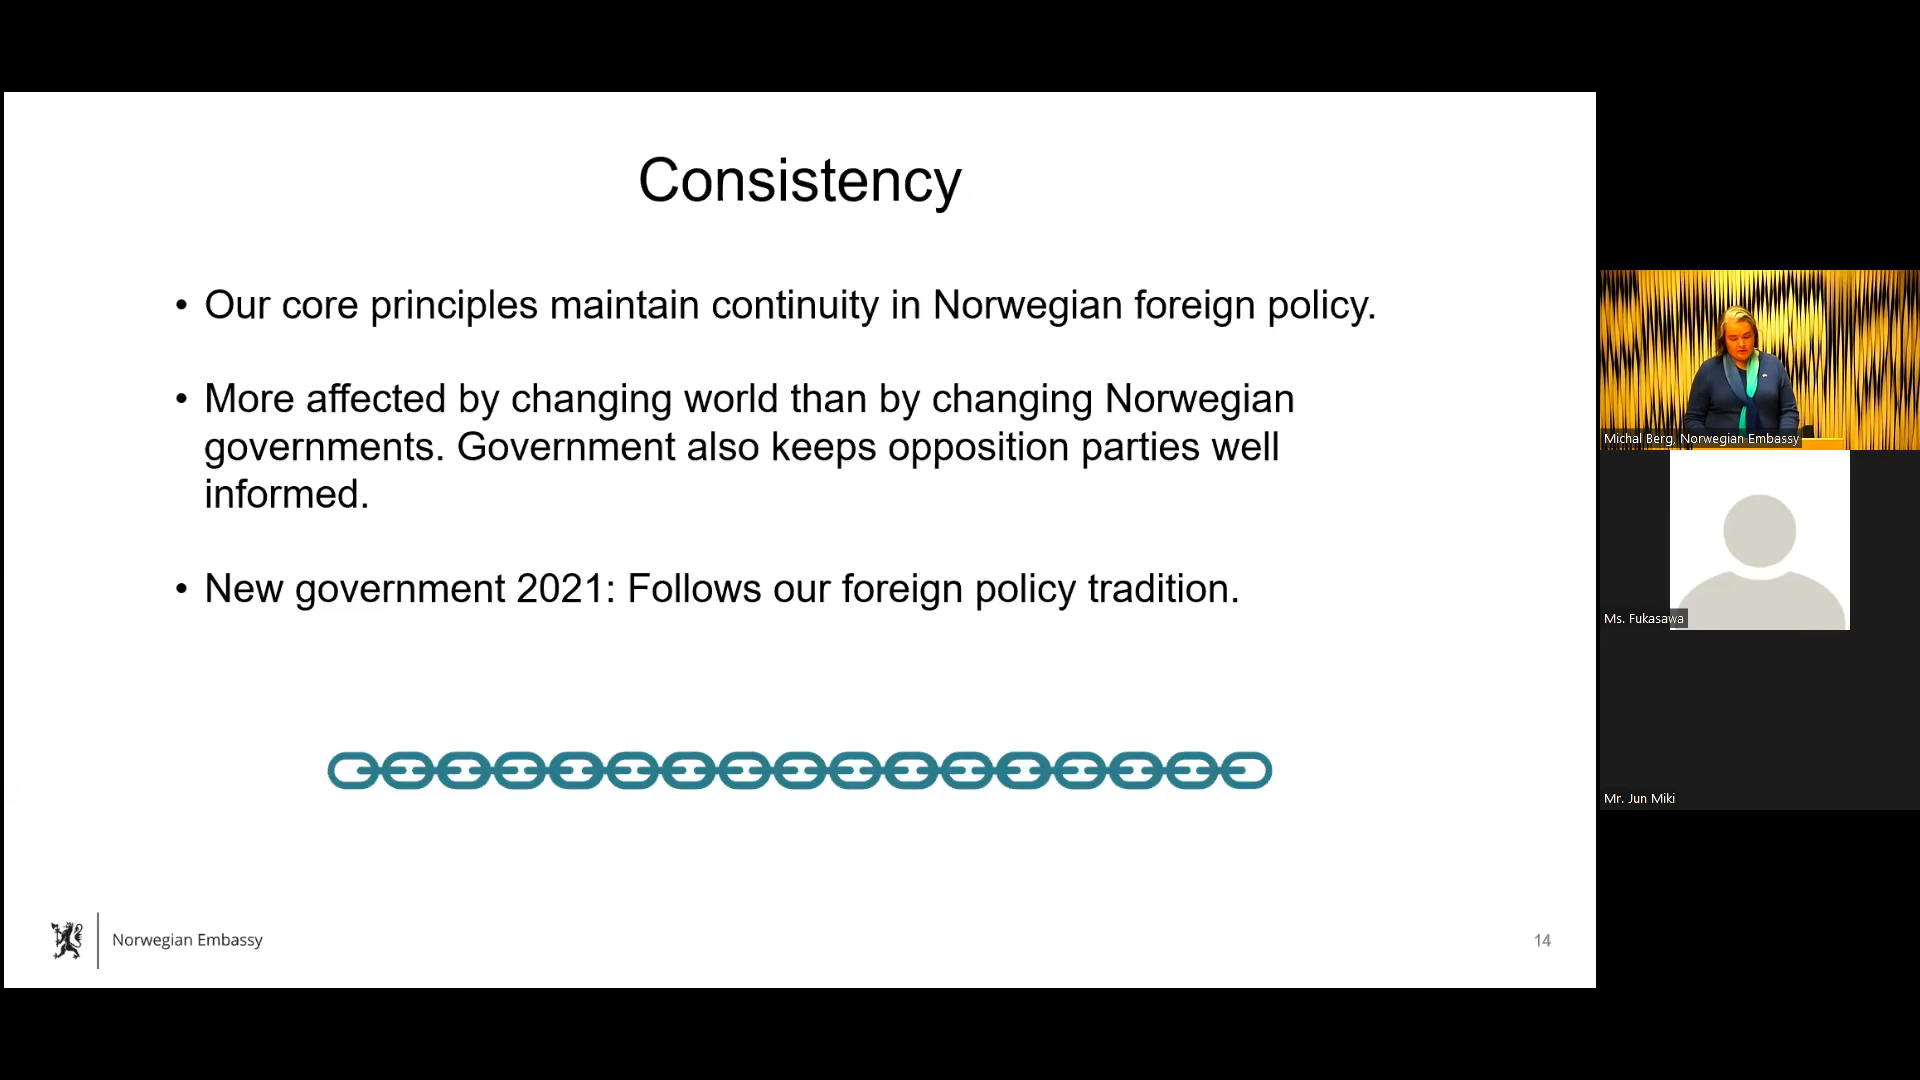 Consistency
• Our core principles maintain continuity in Norwegian foreign policy.
• More affected by changing world than by changing Norwegian
governments. Government also keeps opposition parties well
informed.
• New government 2021: Follows our foreign policy tradition.
Norwegian Embassy
14
Michal Berg, Norwegian Embassy
Ms. Fukasawa
Mr. Jun Miki